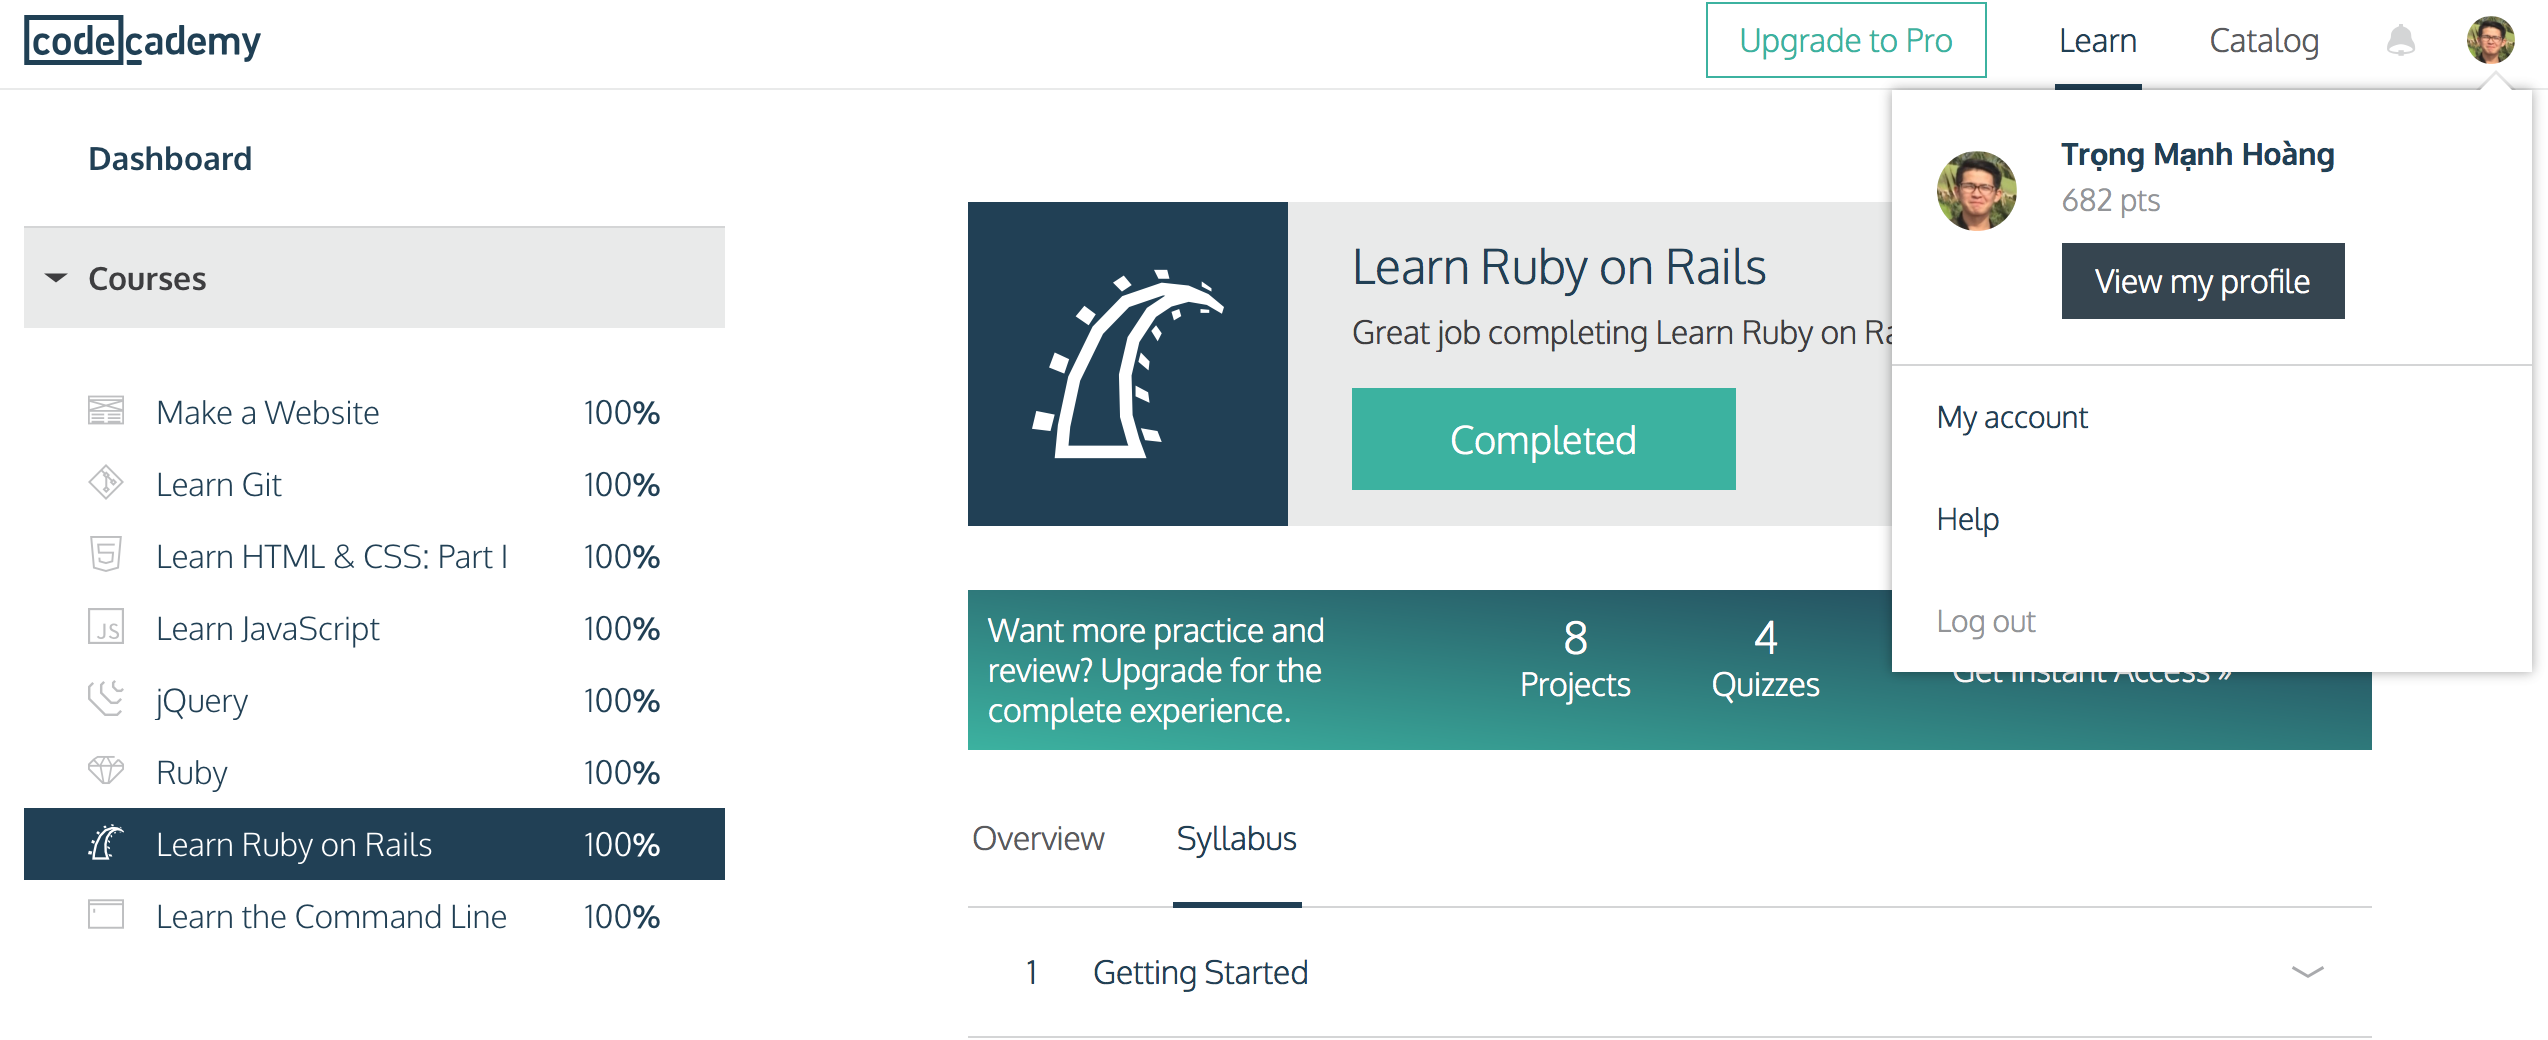 codecademy
Upgrade to Pro
Learn
Catalog
Dashboard
Courses
Make a Website 100%
Learn Git 100%
Learn HTML & CSS: Part I 100%
Learn JavaScript 100%
jQuery 100%
Ruby 100%
Learn Ruby on Rails 100%
Learn the Command Line 100%
Learn Ruby on Rails
Great job completing Learn Ruby on Ra
Completed
Trọng Mạnh Hoàng
682 pts
View my profile
My account
Help
Log out
Want more practice and
review? Upgrade for the
complete experience.
8
Projects
4
Quizzes
Get Instant Access »
Overview
Syllabus
1 Getting Started